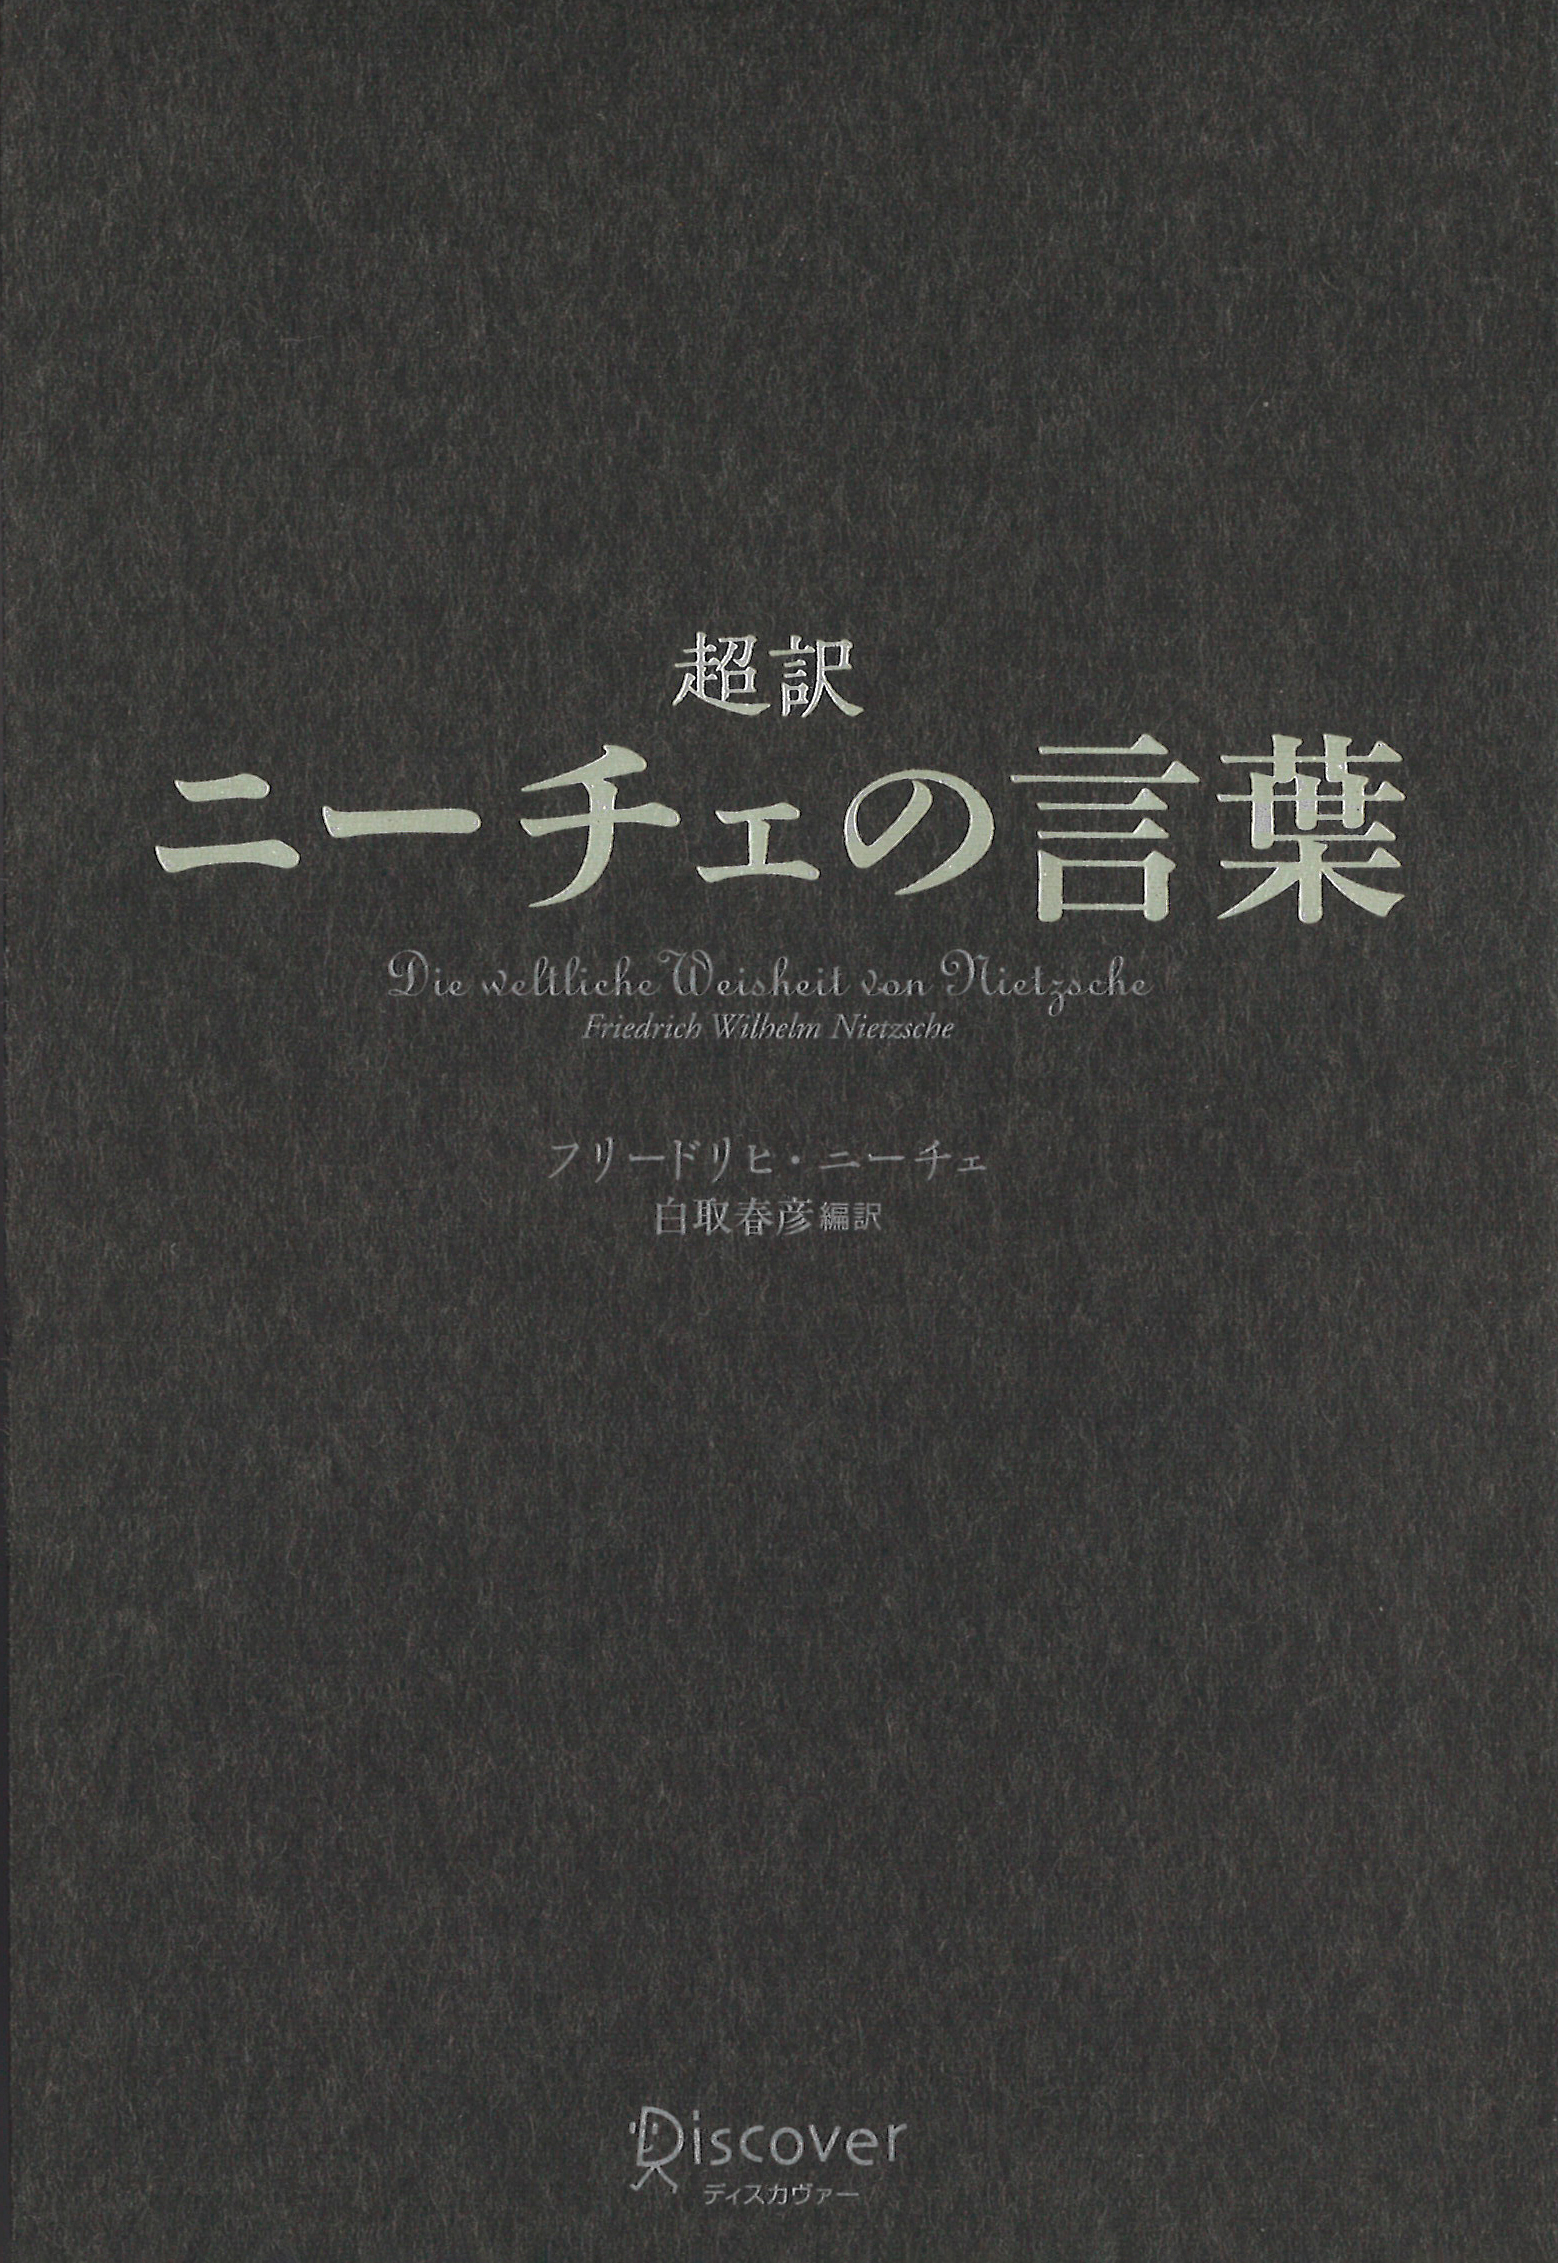 超訳
ニーチェの言葉
Die weltliche Weisheit von Nietzsche
Friedrich Wilhelm Nietzsche
フリードリヒ・ニーチェ
白取春彦編訳
Discover
ディスカヴァー